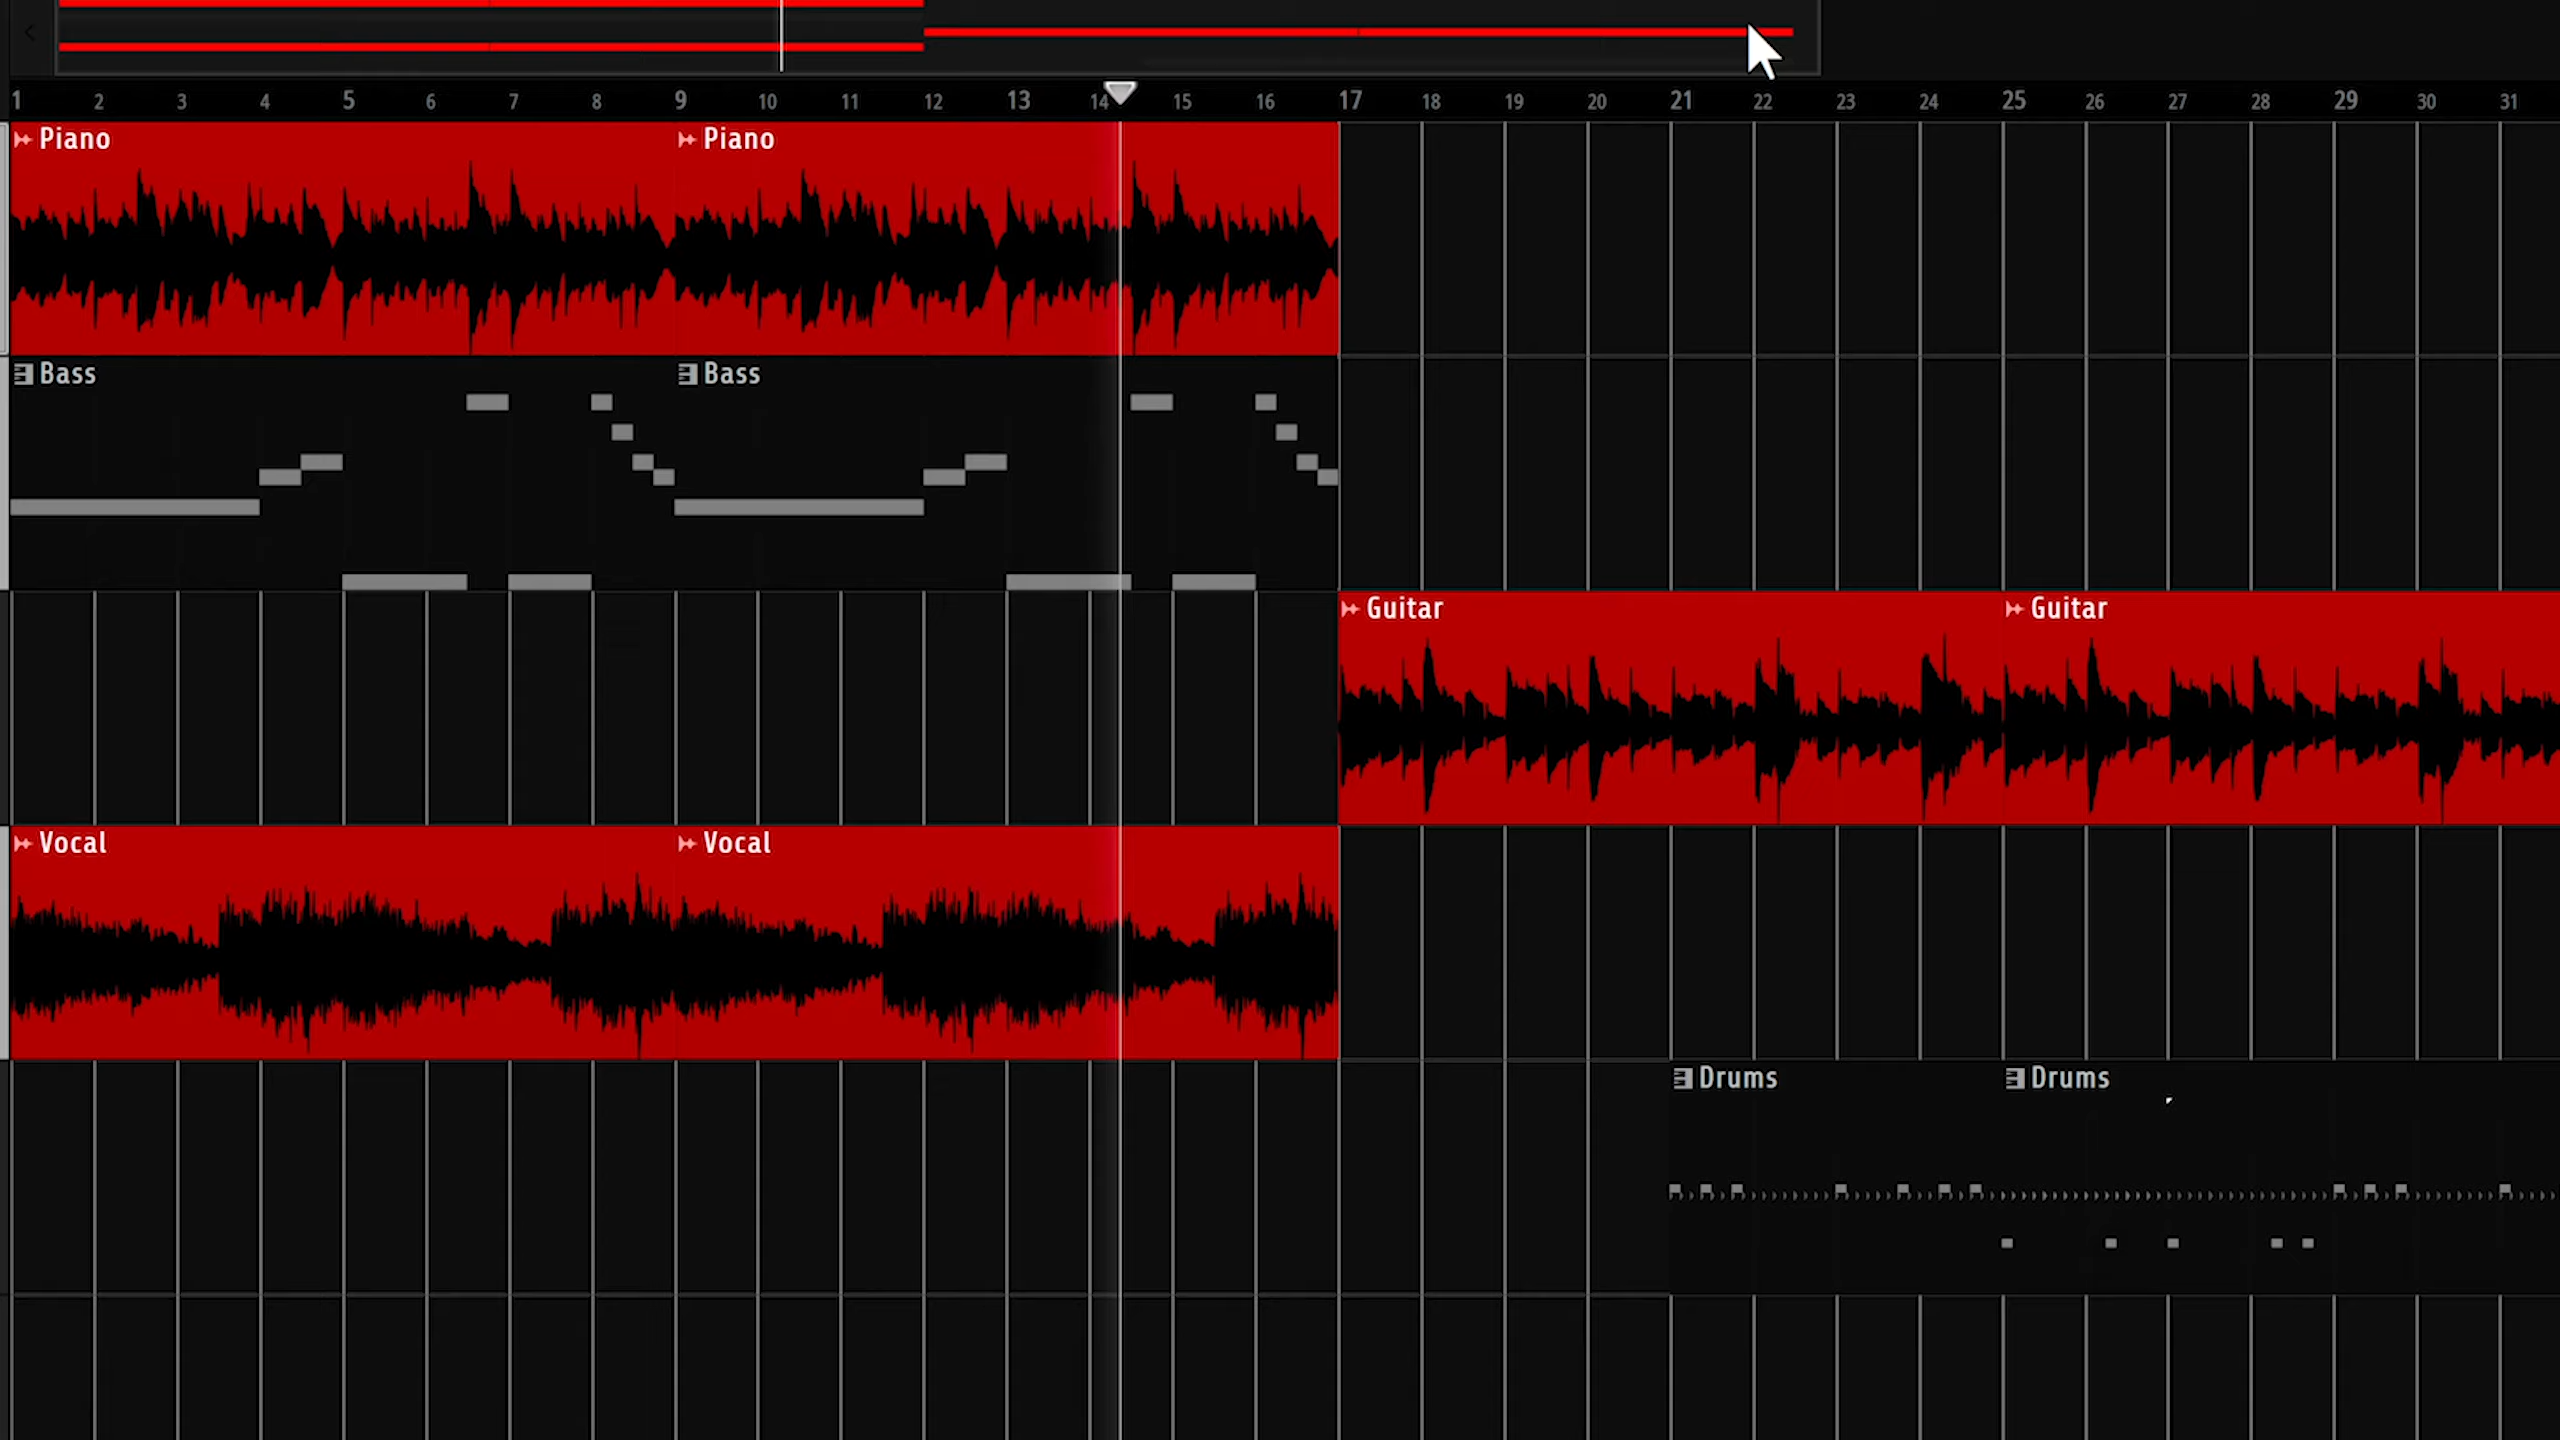 1 2 3 4 5 6 7 8 9 10 11 12 13 14 15 16 17 18 19 20 21 22 23 24 25 26 27 28 29 30 31
Piano Piano
Bass Bass
Guitar Guitar
Vocal Vocal
Drums Drums